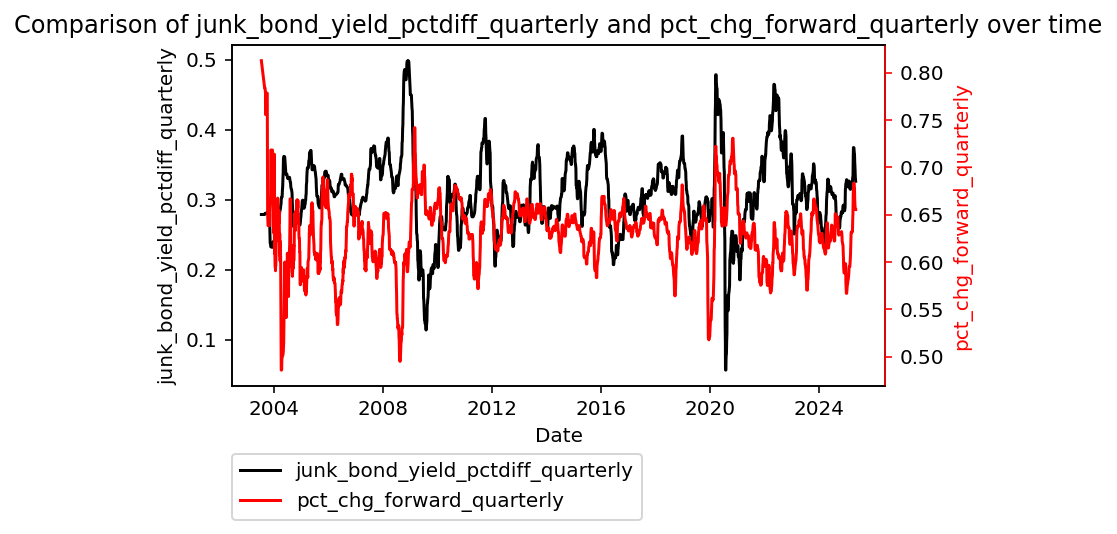 Comparison of junk_bond_yield_pctdiff_quarterly and pct_chg_forward_quarterly over time
junk_bond_yield_pctdiff_quarterly
0.5
0.4
0.3
0.2
0.1
0.80
0.75
0.70
0.65
0.60
0.55
0.50
pct_chg_forward_quarterly
2004 2008 2012 2016 2020 2024
Date
junk_bond_yield_pctdiff_quarterly
pct_chg_forward_quarterly